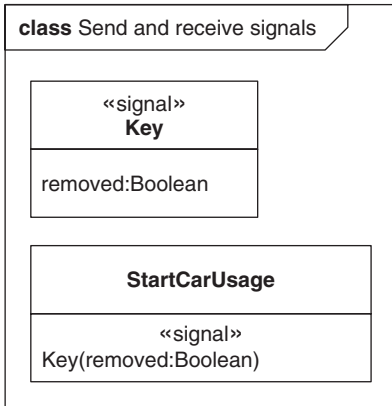 class Send and receive signals
«signal»
Key
removed:Boolean
StartCarUsage
«signal»
Key(removed:Boolean)